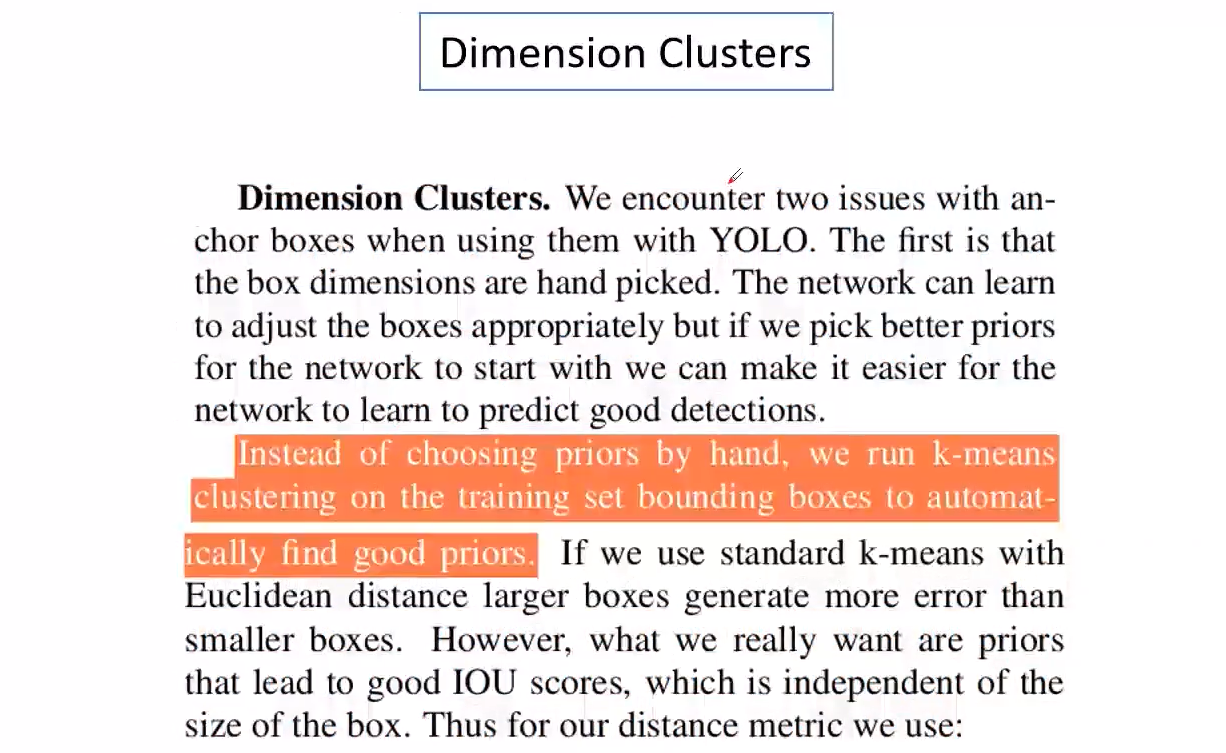 Dimension Clusters
Dimension Clusters. We encounter two issues with an-
chor boxes when using them with YOLO. The first is that
the box dimensions are hand picked. The network can learn
to adjust the boxes appropriately but if we pick better priors
for the network to start with we can make it easier for the
network to learn to predict good detections.
Instead of choosing priors by hand, we run k-means
clustering on the training set bounding boxes to automat-
ically find good priors. If we use standard k-means with
Euclidean distance larger boxes generate more error than
smaller boxes. However, what we really want are priors
that lead to good IOU scores, which is independent of the
size of the box. Thus for our distance metric we use: